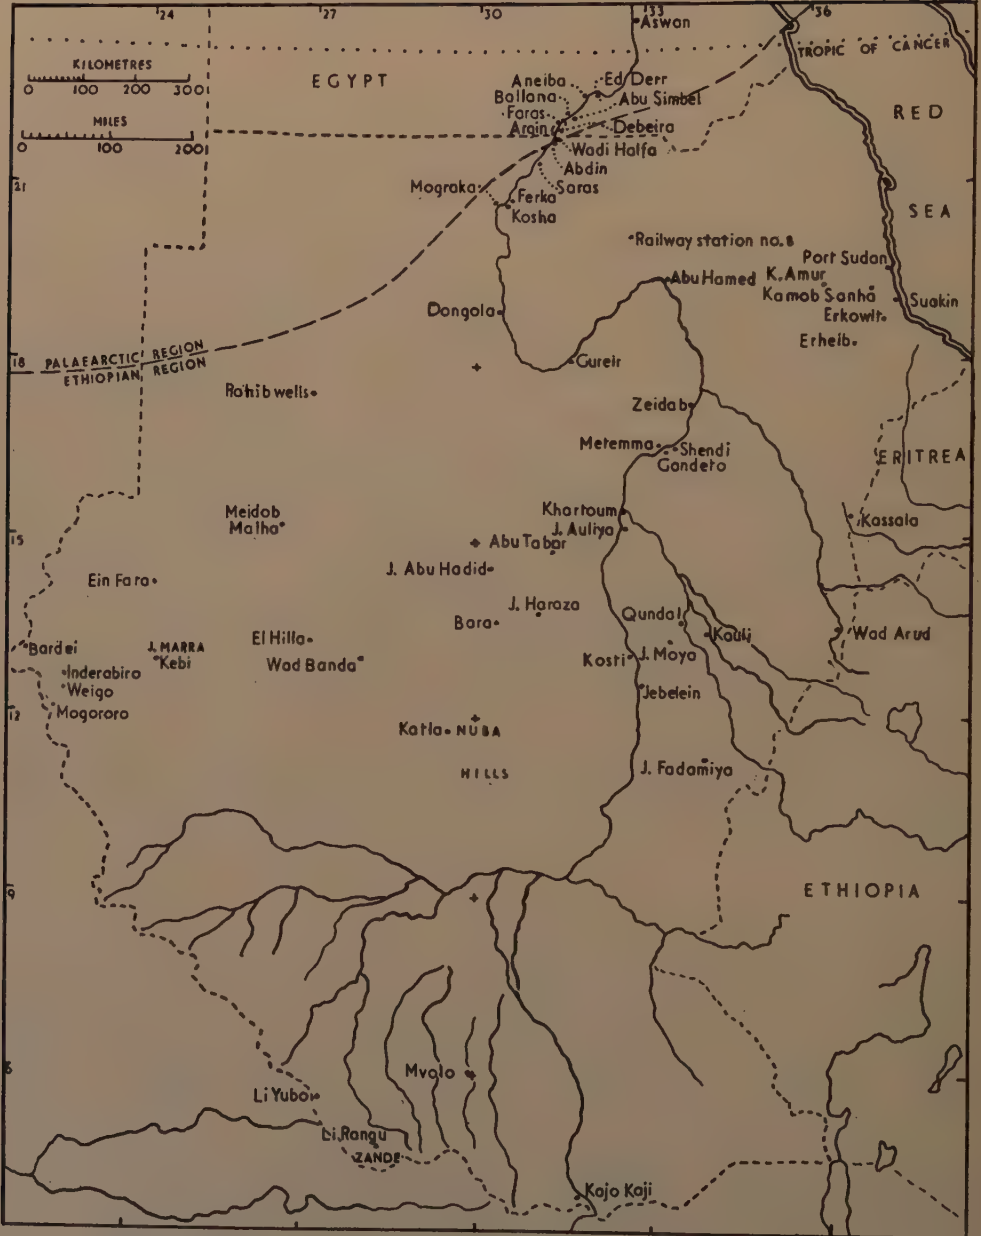 24 27 30 33 36
Aswan
TROPIC OF CANCER
KILOMETRES
0 100 200 300
MILES
0 100 200
EGYPT
Aneiba
Ed Derr
Ballana
Abu Simbel
Faras
Argin
Debeira
Wadi Halfa
Abdin
Saras
RED
SEA
21
Mograka
Ferka
Kosha
Railway station no. 8
Port Sudan
Abu Hamed
K. Amur
Kamob Sanha
Suakin
Erkowit
Erheib
Dongola
18
PALAEARCTIC REGION
ETHIOPIAN REGION
Gureir
Rahib wells
Zeidab
Metemma
Shendi
Gandeto
ERITREA
Meidob
Malha
Khartoum
J. Auliya
Kassala
15
Abu Tabar
J. Abu Hadid
Ein Fara
J. Haraza
Bara
Qundal
Kauli
Wad Arud
Bardei
J. MARRA
Kebi
El Hilla
Wad Banda
Kosti
J. Moya
Inderabiro
Weigo
Jebelein
12
Mogororo
Katla
NUBA
HILLS
J. Fadamiya
9
ETHIOPIA
6
Mvolo
Li Yubo
Li Rangu
ZANDE
Kajo Kaji